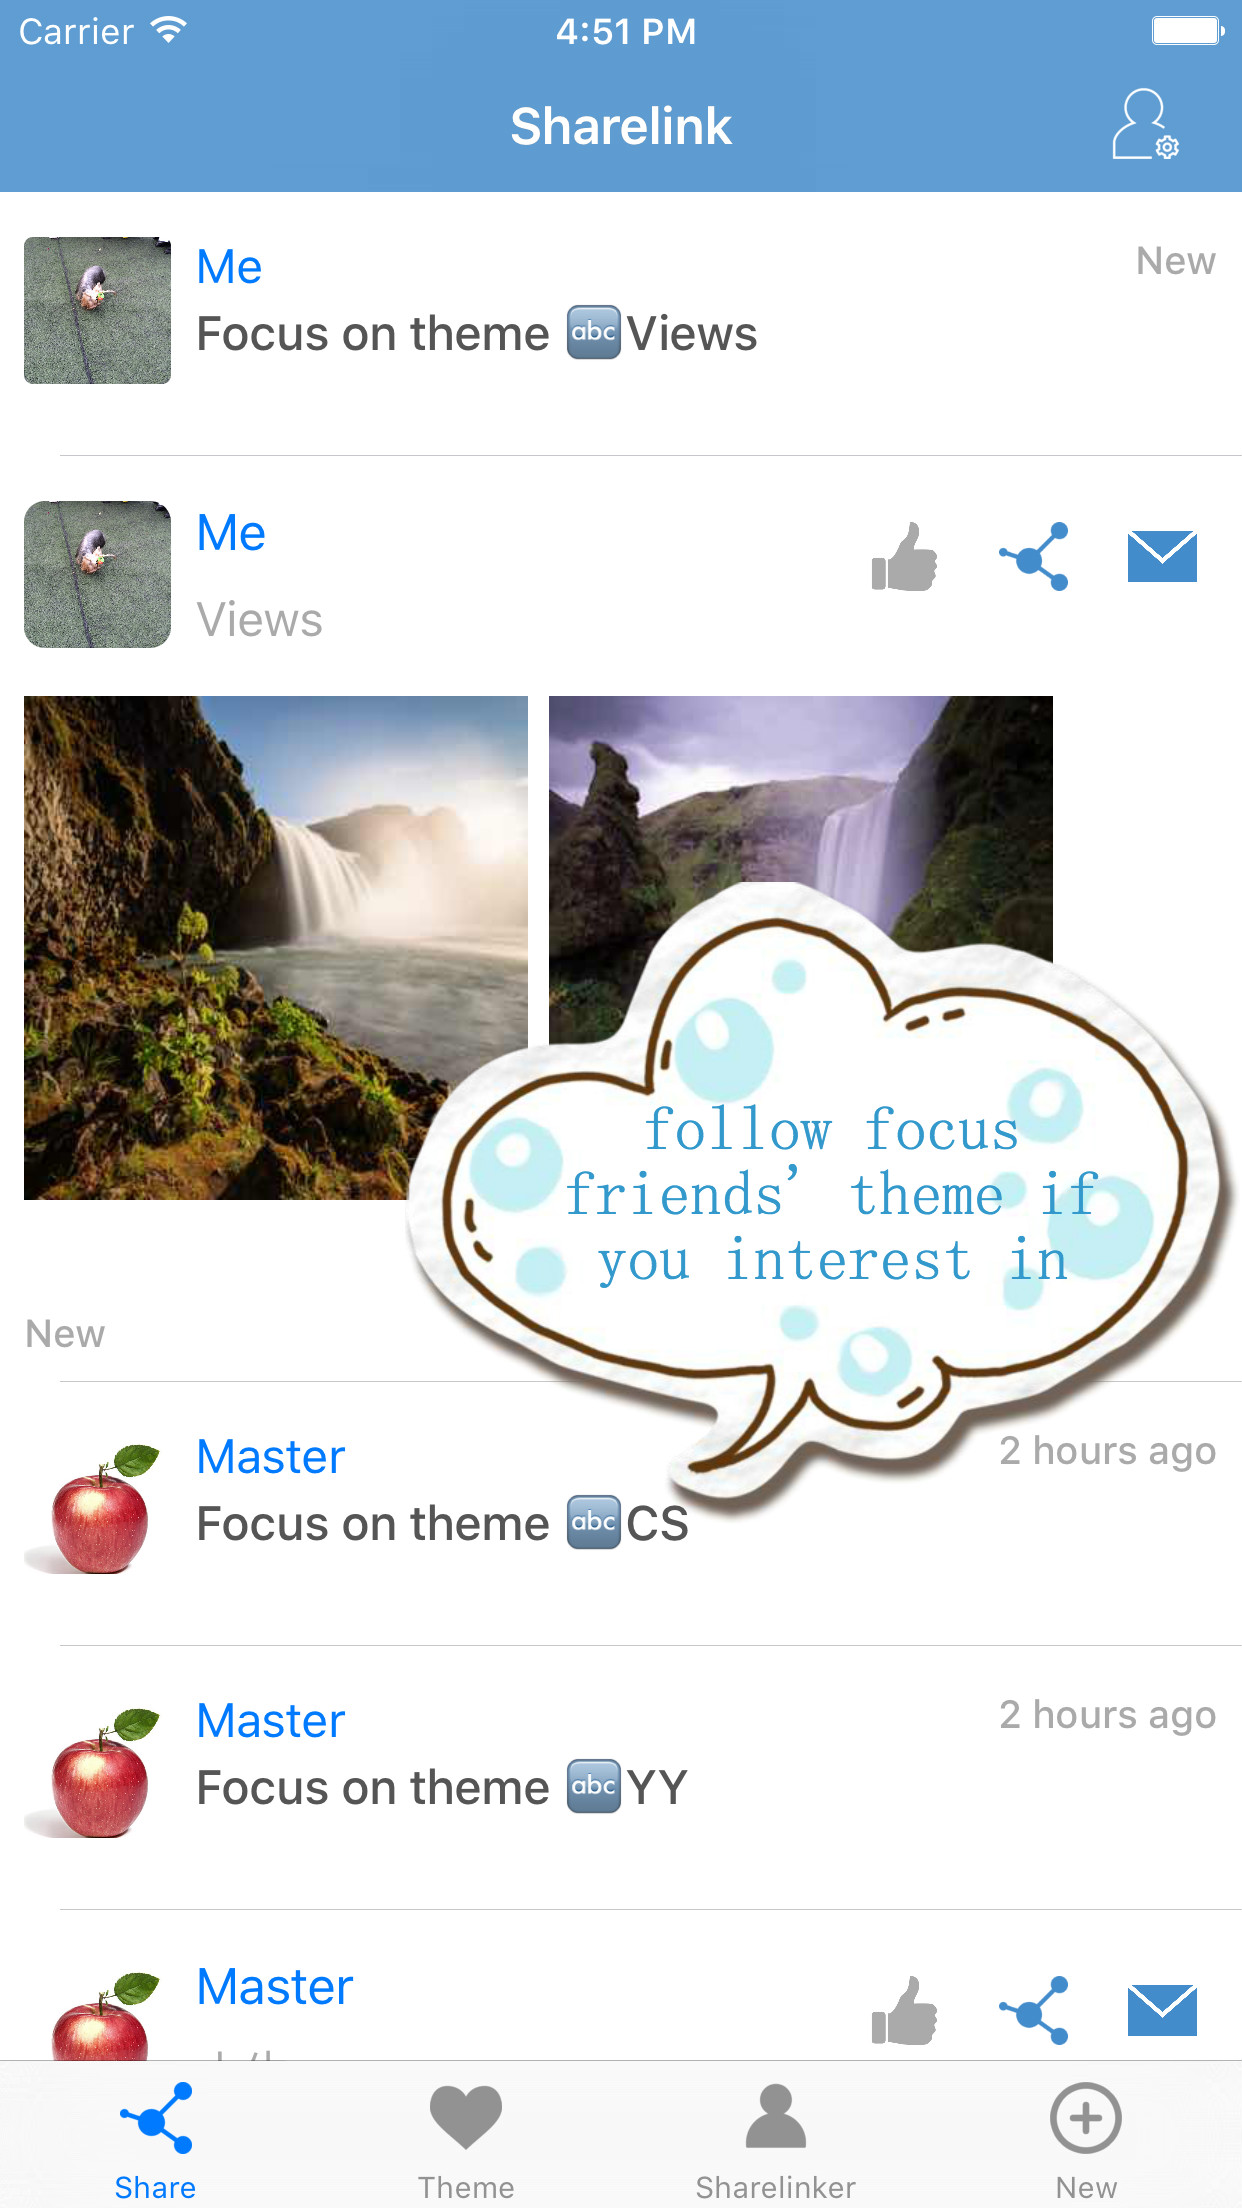 Carrier 4:51 PM
Sharelink
Me New
Focus on theme 🔤Views
Me
Views
follow focus
friends' theme if
you interest in
New
Master 2 hours ago
Focus on theme 🔤CS
Master 2 hours ago
Focus on theme 🔤YY
Master
Share Theme Sharelinker New